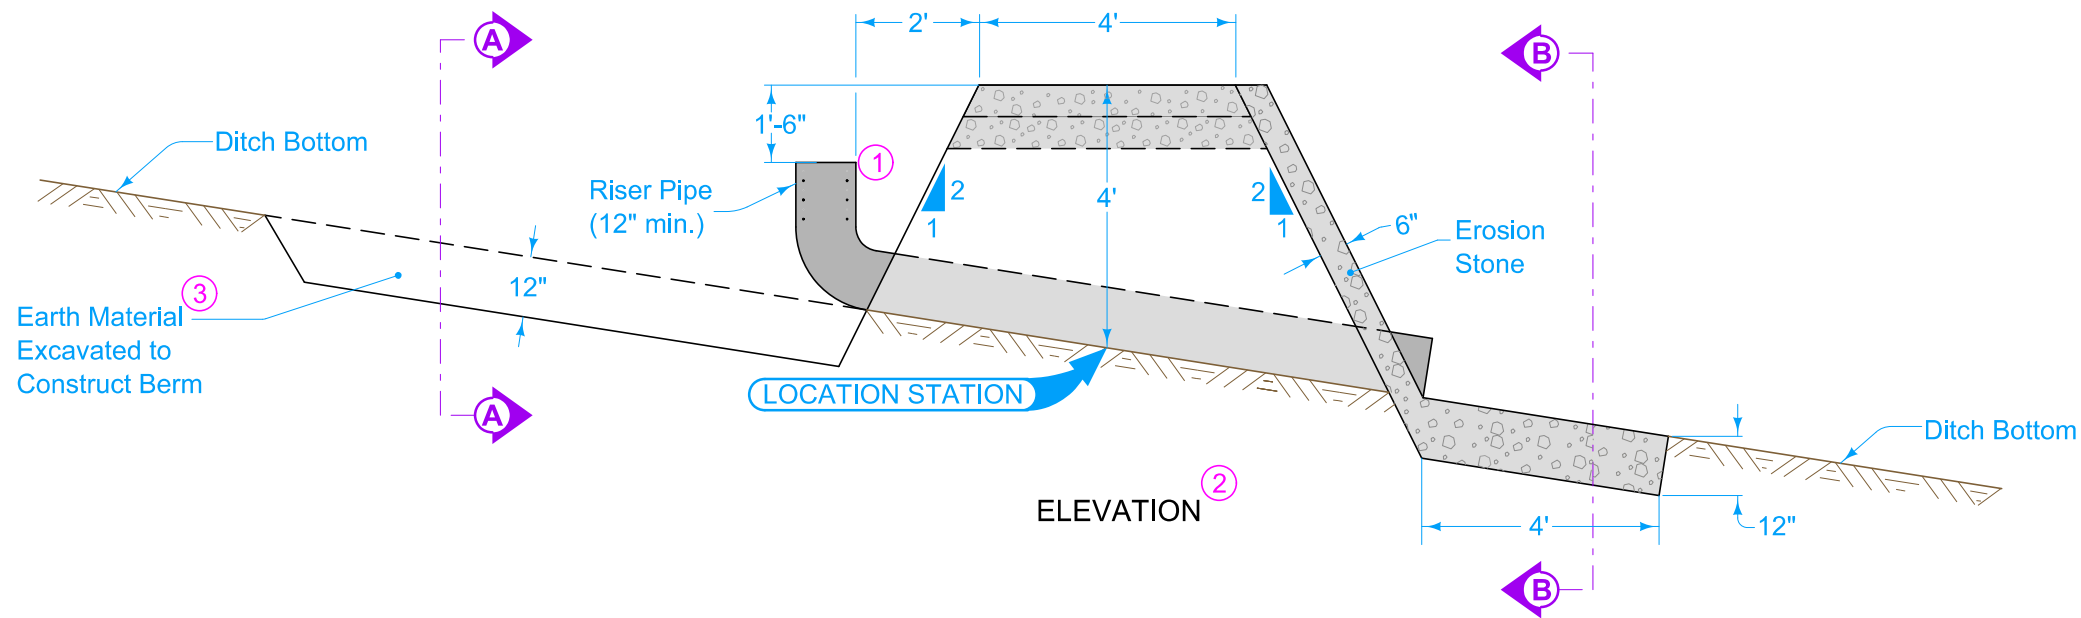 A
2'
4'
B
1'-6"
Ditch Bottom
1
Riser Pipe
(12" min.)
2
1
4'
2
1
6"
Erosion
Stone
12"
3
Earth Material
Excavated to
Construct Berm
LOCATION STATION
A
Ditch Bottom
2
ELEVATION
4'
12"
B